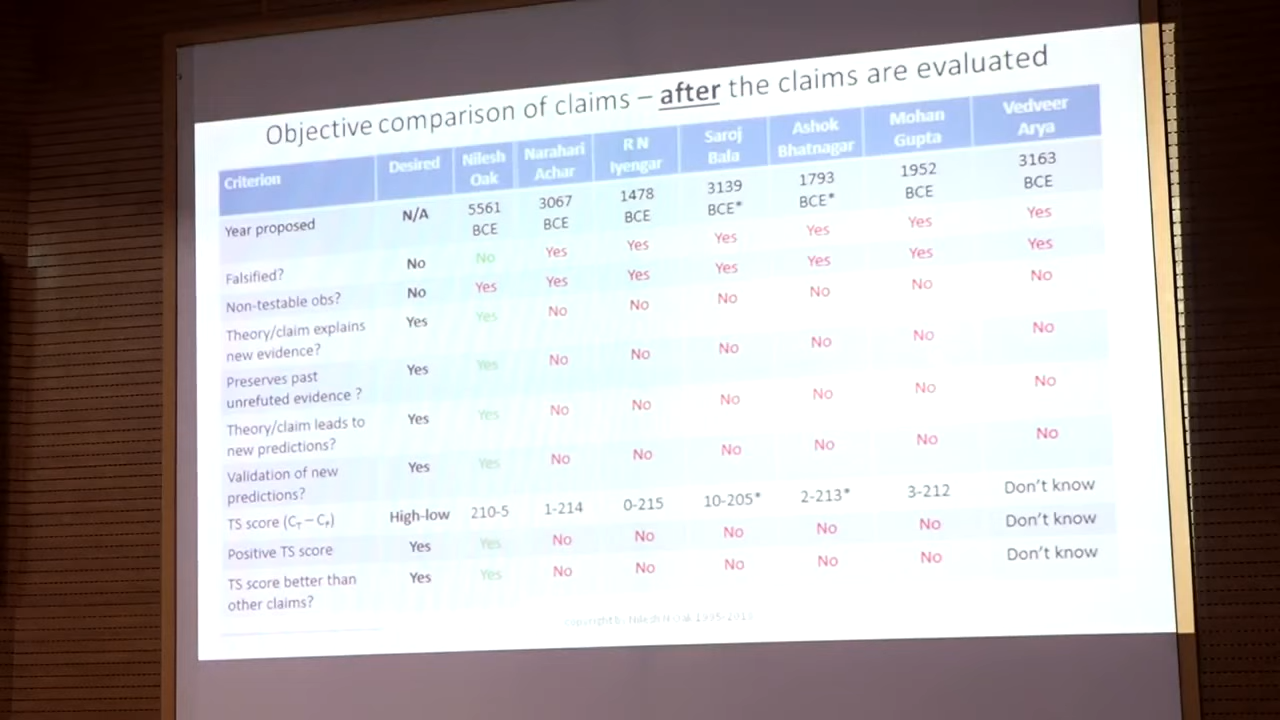 Objective comparison of claims – after the claims are evaluated
Criterion Desired Nilesh Oak Narahari Achar R N Iyengar Saroj Bala Ashok Bhatnagar Mohan Gupta Vedveer Arya
Year proposed N/A 5561 BCE 3067 BCE 1478 BCE 3139 BCE* 1793 BCE* 1952 BCE 3163 BCE
Falsified? No No Yes Yes Yes Yes Yes Yes
Non-testable obs? No Yes Yes Yes Yes Yes Yes Yes
Theory/claim explains new evidence? Yes Yes No No No No No No
Preserves past unrefuted evidence ? Yes Yes No No No No No No
Theory/claim leads to new predictions? Yes Yes No No No No No No
Validation of new predictions? Yes Yes No No No No No No
TS score (CT – CF) High-low 210-5 1-214 0-215 10-205* 2-213* 3-212 Don't know
Positive TS score Yes Yes No No No No No Don't know
TS score better than other claims? Yes Yes No No No No No Don't know